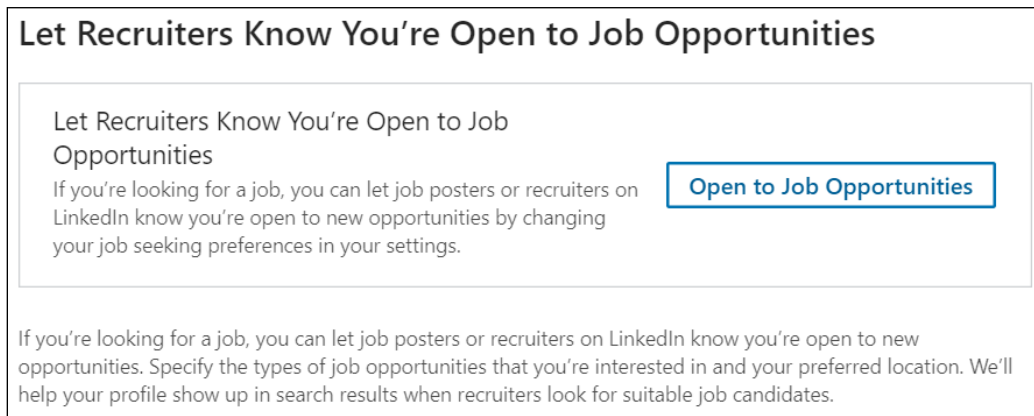 Let Recruiters Know You’re Open to Job Opportunities
Let Recruiters Know You’re Open to Job
Opportunities
If you’re looking for a job, you can let job posters or recruiters on
LinkedIn know you’re open to new opportunities by changing
your job seeking preferences in your settings.
Open to Job Opportunities
If you’re looking for a job, you can let job posters or recruiters on LinkedIn know you’re open to new
opportunities. Specify the types of job opportunities that you’re interested in and your preferred location. We’ll
help your profile show up in search results when recruiters look for suitable job candidates.